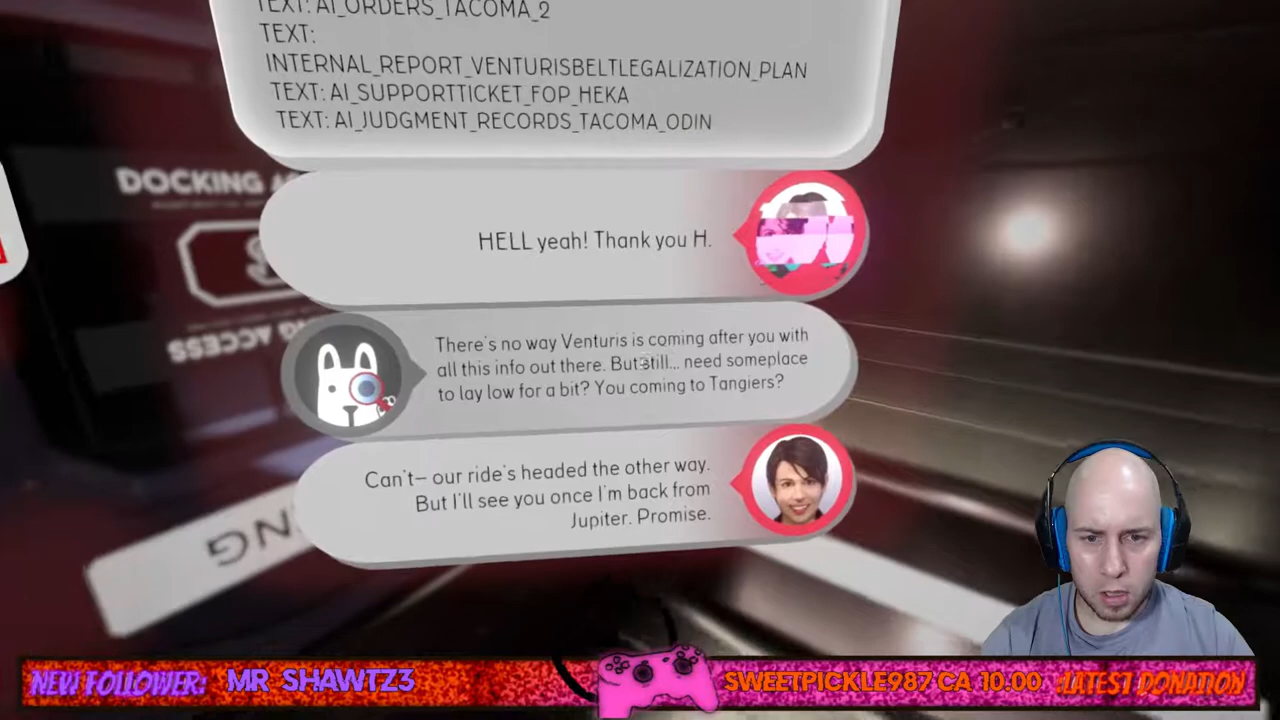 TEXT: AI_ORDERS_TACOMA_2
TEXT:
INTERNAL_REPORT_VENTURISBELTLEGALIZATION_PLAN
TEXT: AI_SUPPORTTICKET_FOP_HEKA
TEXT: AI_JUDGMENT_RECORDS_TACOMA_ODIN
DOCKING
HELL yeah! Thank you H.
ACCESS
There's no way Venturis is coming after you with
all this info out there. But still... need someplace
to lay low for a bit? You coming to Tangiers?
Can't– our ride's headed the other way.
But I'll see you once I'm back from
Jupiter. Promise.
NEW FOLLOWER: MR SHAWTZ3
SWEETPICKLE987 CA 10.00 :LATEST DONATION